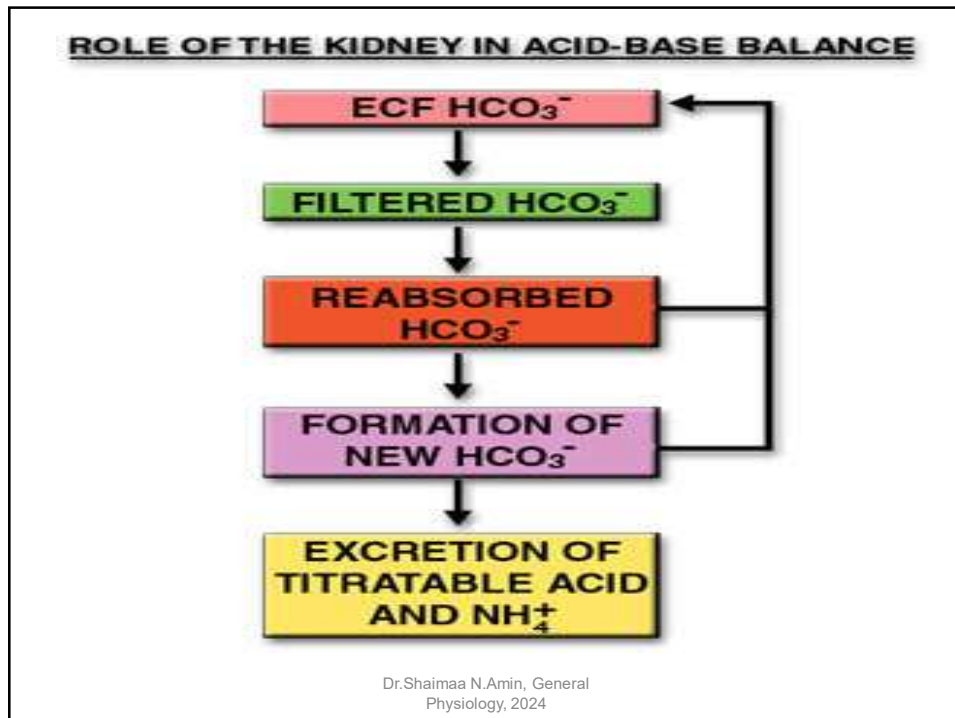 ROLE OF THE KIDNEY IN ACID-BASE BALANCE
ECF HCO₃⁻
FILTERED HCO₃⁻
REABSORBED
HCO₃⁻
FORMATION OF
NEW HCO₃⁻
EXCRETION OF
TITRATABLE ACID
AND NH₄⁺
Dr.Shaimaa N.Amin, General
Physiology, 2024